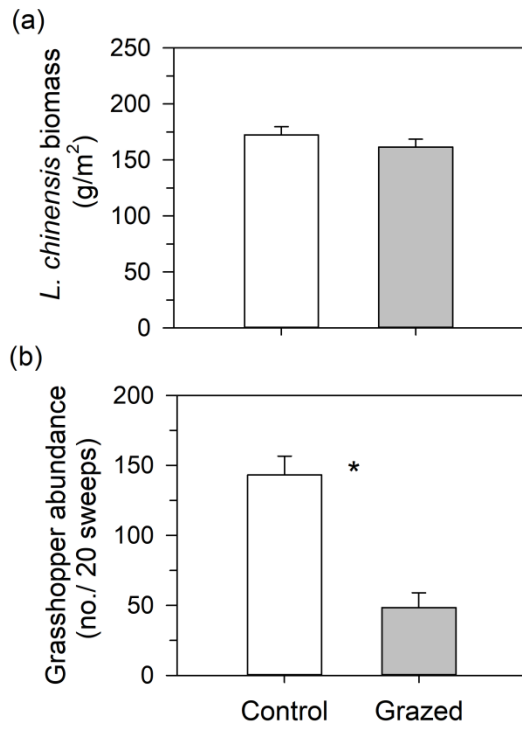 (a)
L. chinensis biomass
(g/m²)
250
200
150
100
50
0
(b)
Grasshopper abundance
(no./ 20 sweeps)
200
150
100
50
0
*
Control Grazed